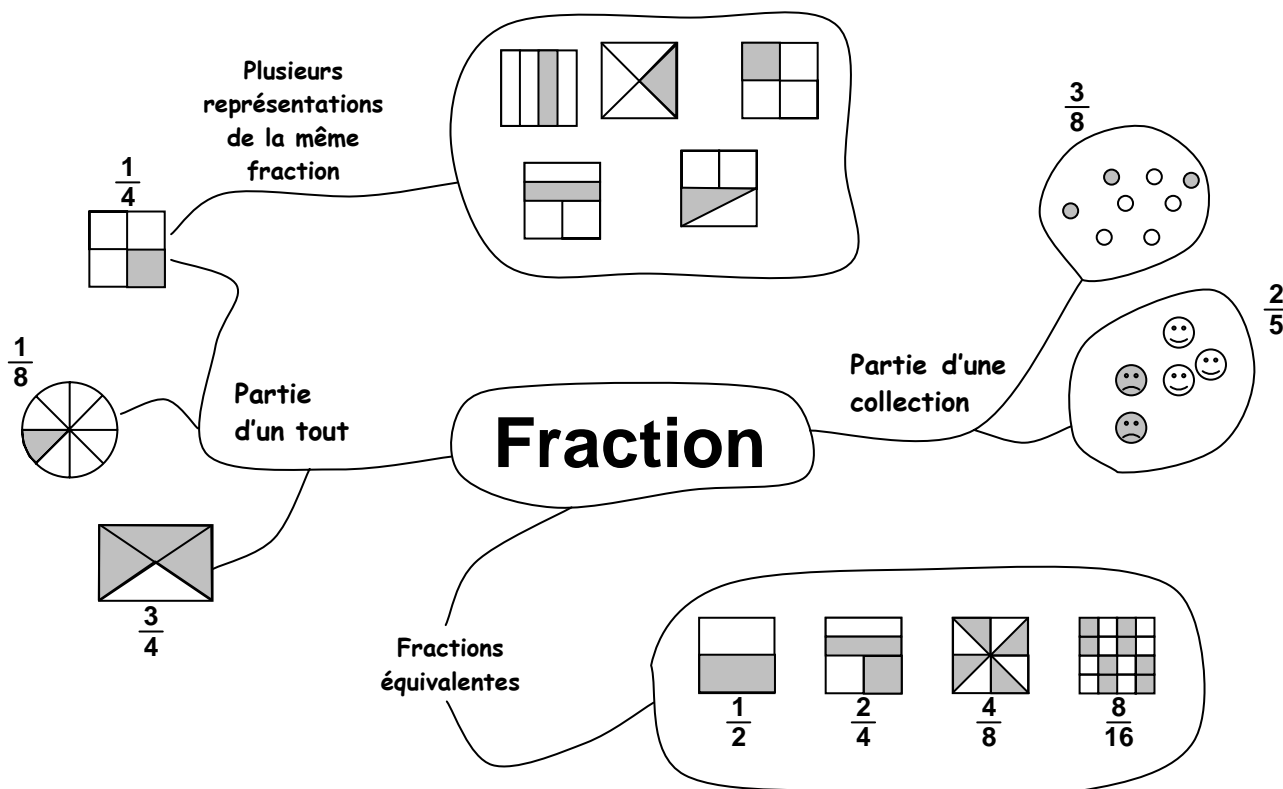 Plusieurs
représentations
de la même
fraction
1
4
1
8
Partie
d'un tout
3
4
Fraction
Partie d'une
collection
3
8
2
5
Fractions
équivalentes
1
2
2
4
4
8
8
16